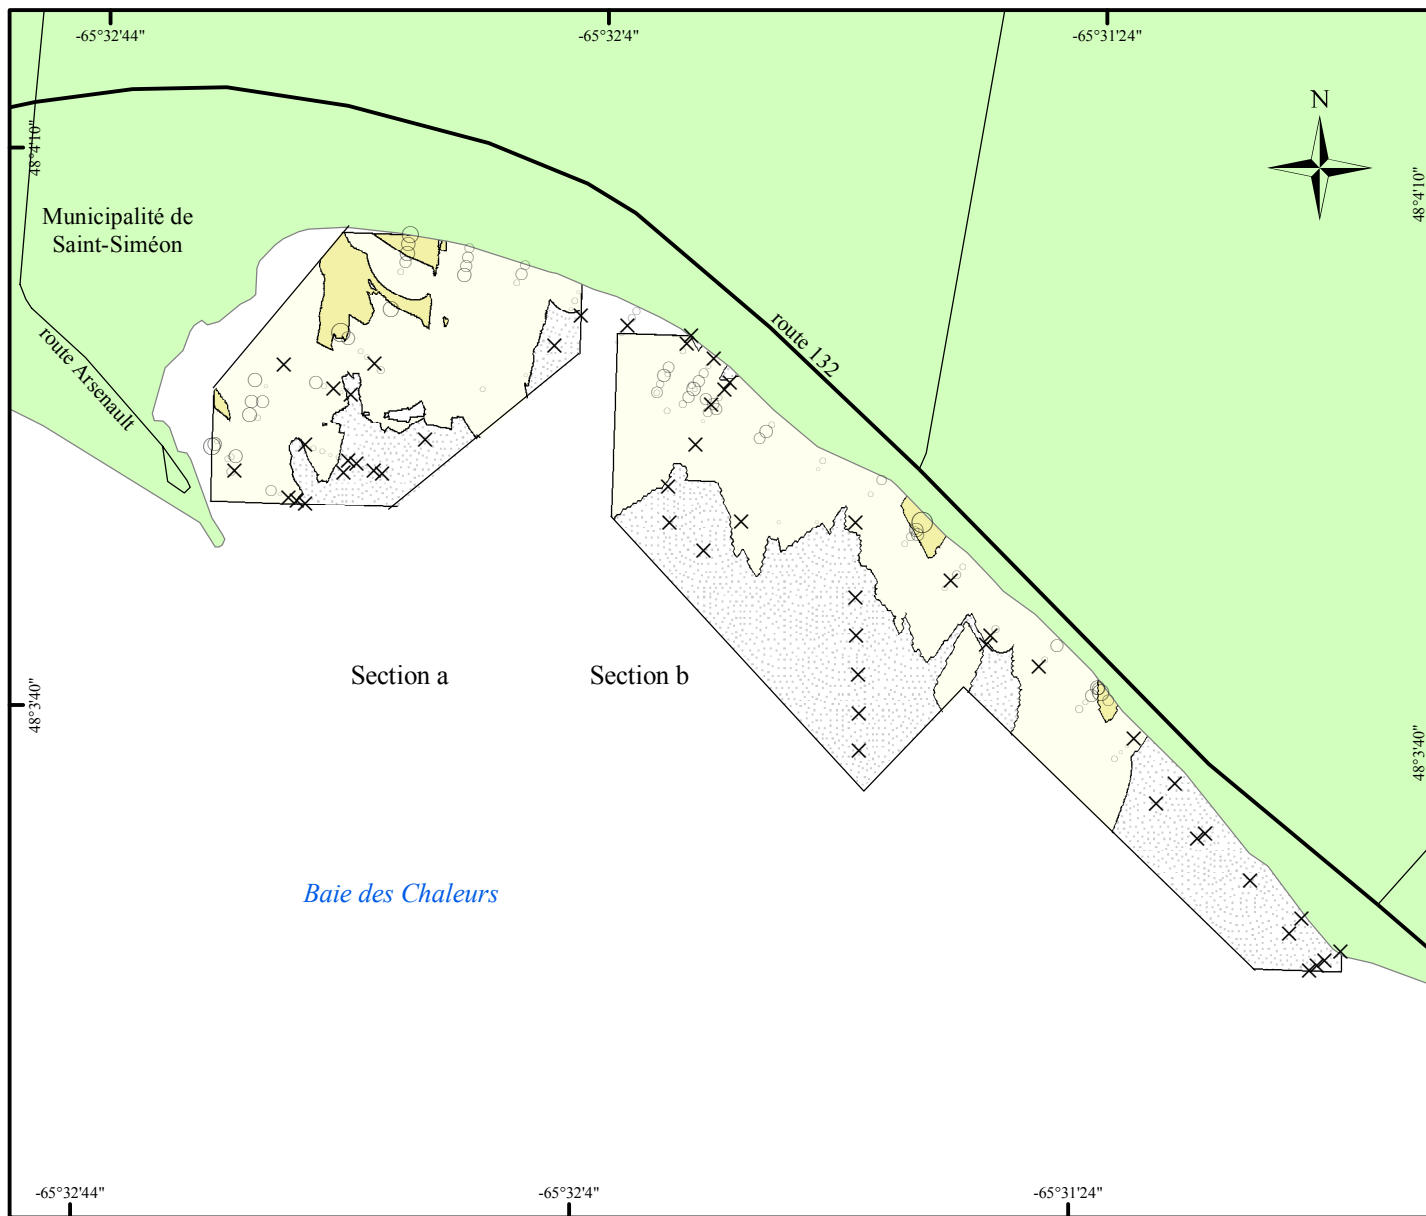 -65°32'44"
-65°32'4"
-65°31'24"
N
48°4'10"
48°4'10"
Municipalité de
Saint-Siméon
route Arsenault
route 132
Section a
Section b
48°3'40"
48°3'40"
Baie des Chaleurs
-65°32'44"
-65°32'4"
-65°31'24"